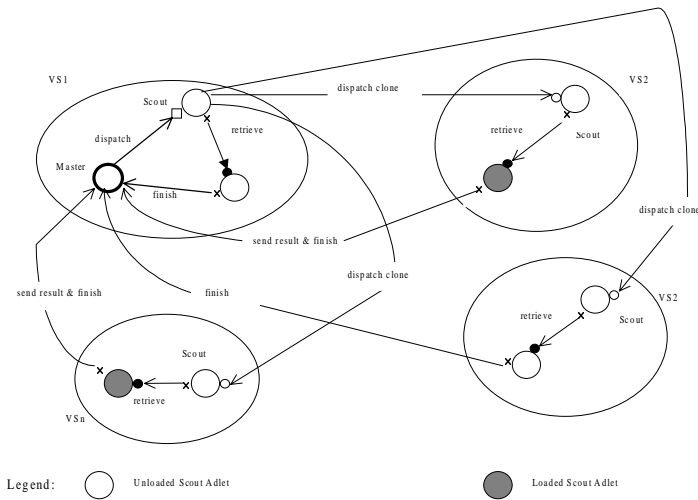 VS1
Scout
dispatch clone
VS2
dispatch
retrieve
retrieve
Scout
Master
finish
dispatch clone
send result & finish
dispatch clone
send result & finish
finish
VS2
retrieve
Scout
Scout
retrieve
VSn
Legend:
Unloaded Scout Adlet
Loaded Scout Adlet